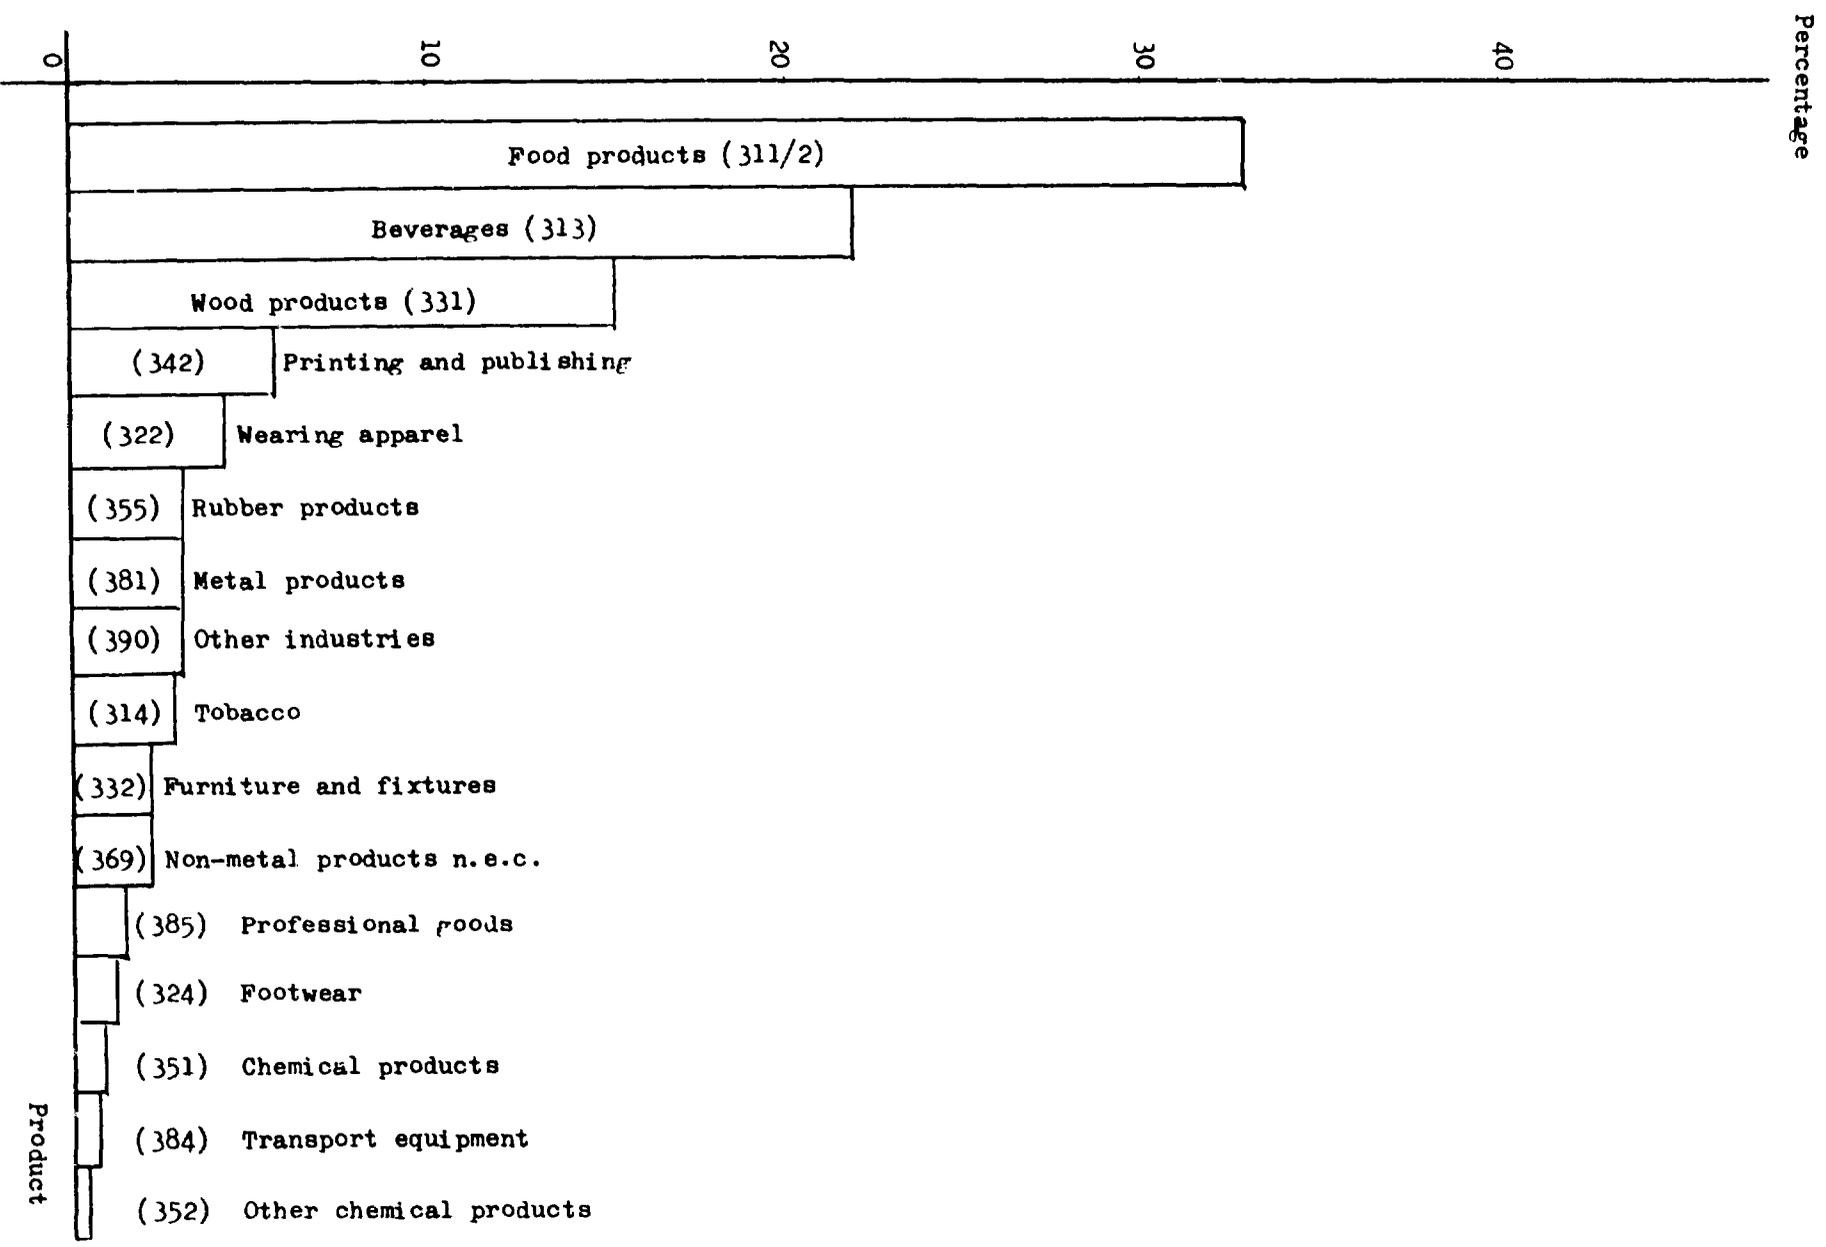 Percentage
0
10
20
30
40
Food products (311/2)
Beverages (313)
Wood products (331)
(342) Printing and publishing
(322) Wearing apparel
(355) Rubber products
(381) Metal products
(390) Other industries
(314) Tobacco
(332) Furniture and fixtures
(369) Non-metal products n.e.c.
(385) Professional goods
(324) Footwear
(351) Chemical products
(384) Transport equipment
(352) Other chemical products
Product